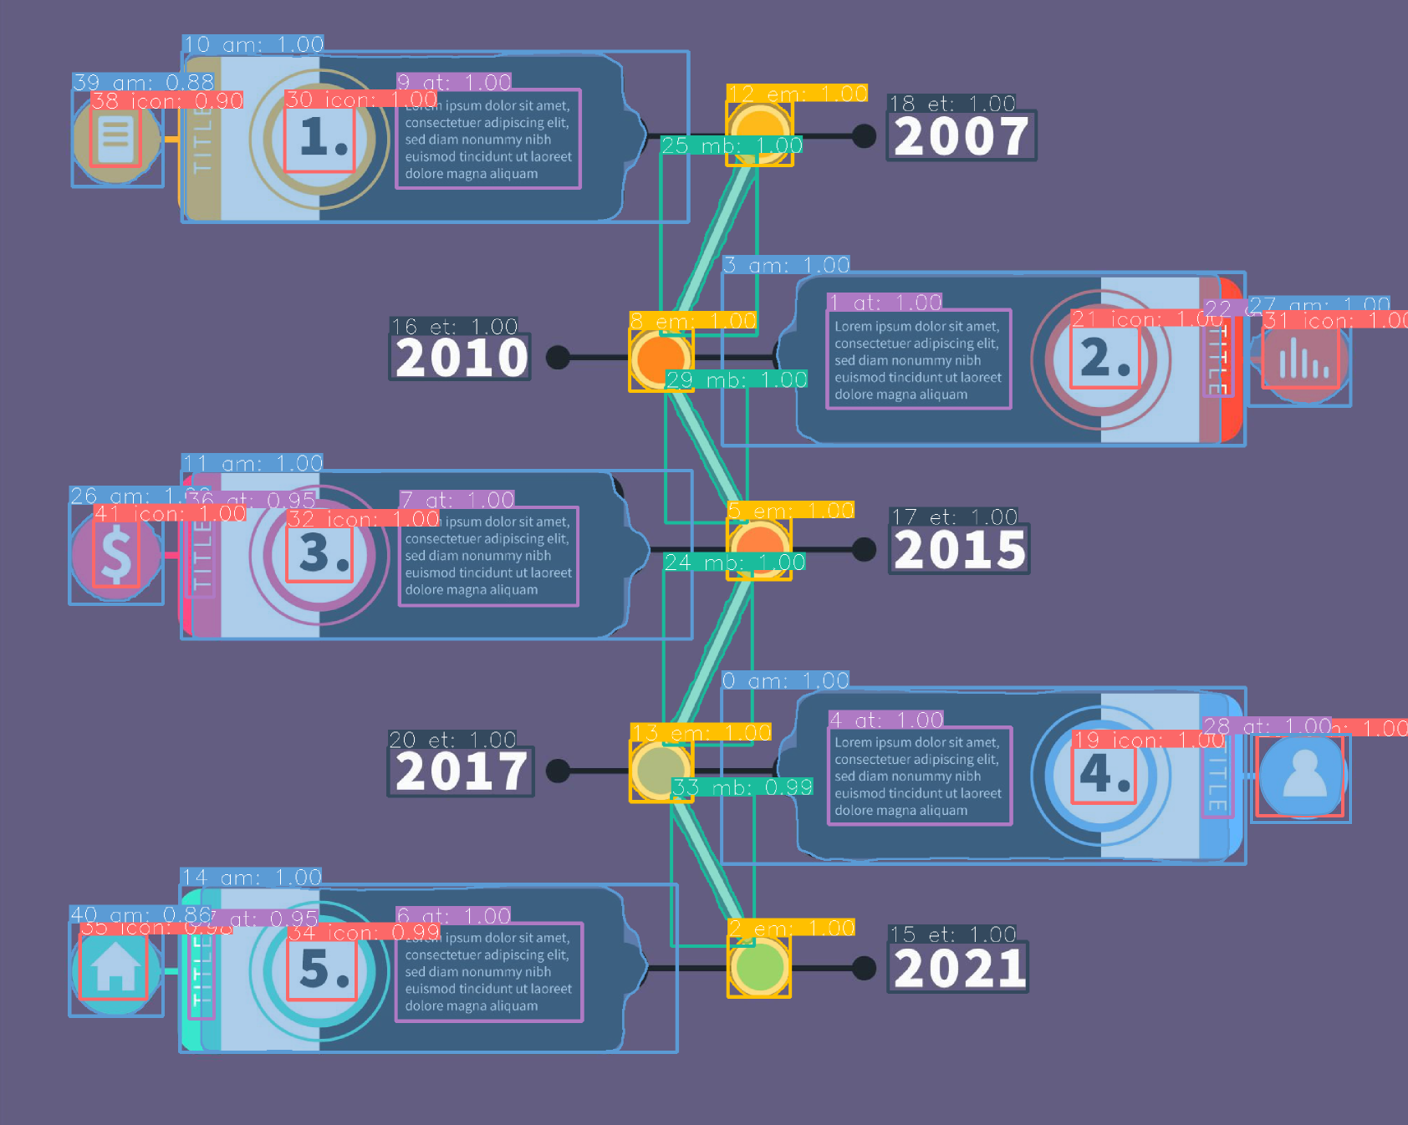 10 am: 1.00
39 am: 0.88
38 icon: 0.90
TITLE
30 icon: 1.00
1.
9 at: 1.00
Lorem ipsum dolor sit amet,
consectetuer adipiscing elit,
sed diam nonummy nibh
euismod tincidunt ut laoreet
dolore magna aliquam
12 em: 1.00
25 mb: 1.00
18 et: 1.00
2007
16 et: 1.00
2010
8 em: 1.00
29 mb: 1.00
3 am: 1.00
1 at: 1.00
Lorem ipsum dolor sit amet,
consectetuer adipiscing elit,
sed diam nonummy nibh
euismod tincidunt ut laoreet
dolore magna aliquam
21 icon: 1.00
2.
22
TITLE
27 am: 1.00
31 icon: 1.00
11 am: 1.00
26 am:
41 icon: 1.00
36 at: 0.95
TITLE
32 icon: 1.00
3.
7 at: 1.00
ipsum dolor sit amet,
consectetuer adipiscing elit,
sed diam nonummy nibh
euismod tincidunt ut laoreet
dolore magna aliquam
5 em: 1.00
24 mb: 1.00
17 et: 1.00
2015
20 et: 1.00
2017
13 em: 1.00
33 mb: 0.99
0 am: 1.00
4 at: 1.00
Lorem ipsum dolor sit amet,
consectetuer adipiscing elit,
sed diam nonummy nibh
euismod tincidunt ut laoreet
dolore magna aliquam
19 icon: 1.00
4.
28 at: 1.00
1.00
TITLE
14 am: 1.00
40 am: 0.86
35 icon:
at: 0.95
TITLE
34 icon: 0.99
5.
6 at: 1.00
Lorem ipsum dolor sit amet,
consectetuer adipiscing elit,
sed diam nonummy nibh
euismod tincidunt ut laoreet
dolore magna aliquam
2 em: 1.00
15 et: 1.00
2021